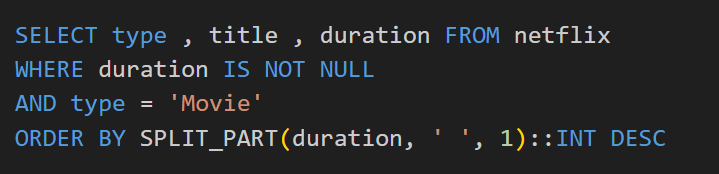 SELECT type , title , duration FROM netflix
WHERE duration IS NOT NULL
AND type = 'Movie'
ORDER BY SPLIT_PART(duration, ' ', 1)::INT DESC